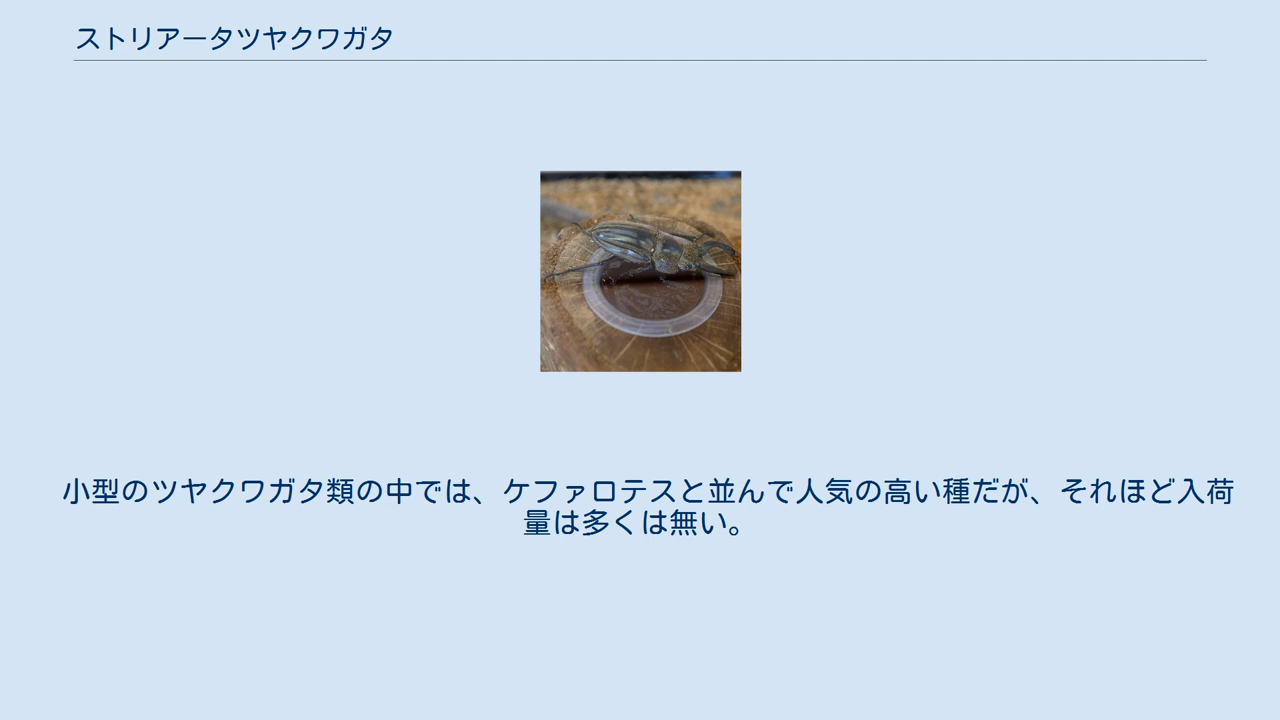 ストリアータツヤクワガタ
小型のツヤクワガタ類の中では、ケファロテスと並んで人気の高い種だが、それほど入荷
量は多くは無い。